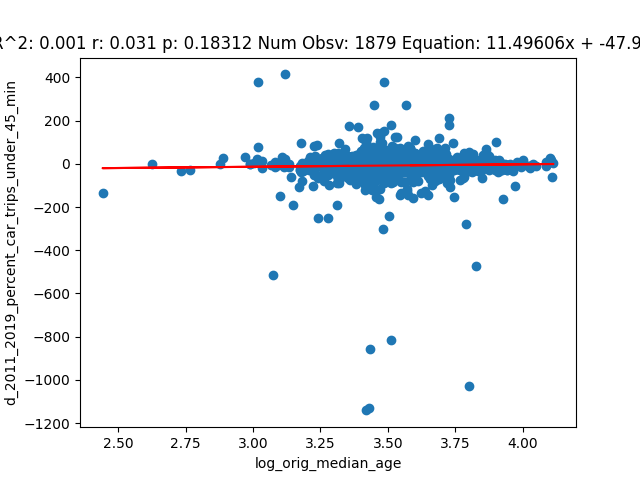 R^2: 0.001 r: 0.031 p: 0.18312 Num Obsv: 1879 Equation: 11.49606x + -47.9
d_2011_2019_percent_car_trips_under_45_min
400
200
0
−200
−400
−600
−800
−1000
−1200
2.50 2.75 3.00 3.25 3.50 3.75 4.00
log_orig_median_age